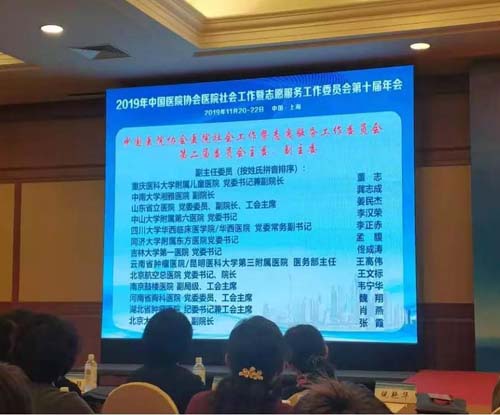 2019年中国医院协会医院社会工作暨志愿服务工作委员会第十届年会
2019年11月20-22日 中国·上海
中国医院协会医院社会工作暨志愿服务工作委员会
第二届委员会主委、副主委
副主任委员（按姓氏拼音排序）：
重庆医科大学附属儿童医院 党委书记兼副院长 董志
中南大学湘雅医院 副院长 龚志成
山东省立医院 党委委员、副院长、工会主席 姜民杰
中山大学附属第六医院 党委书记 李汉荣
四川大学华西临床医学院/华西医院 党委常务副书记 李正赤
同济大学附属东方医院党委书记 孟馥
吉林大学第一医院 党委书记 佟成涛
云南省肿瘤医院/昆明医科大学第三附属医院 医务部主任 王高伟
北京航空总医院 党委书记、院长 王文标
南京鼓楼医院 副局级、工会主席 韦宁华
河南省胸科医院 党委委员、工会主席 魏翔
湖北省肿瘤医院 纪委书记兼工会主席 肖燕
北京大 副院长 张霞